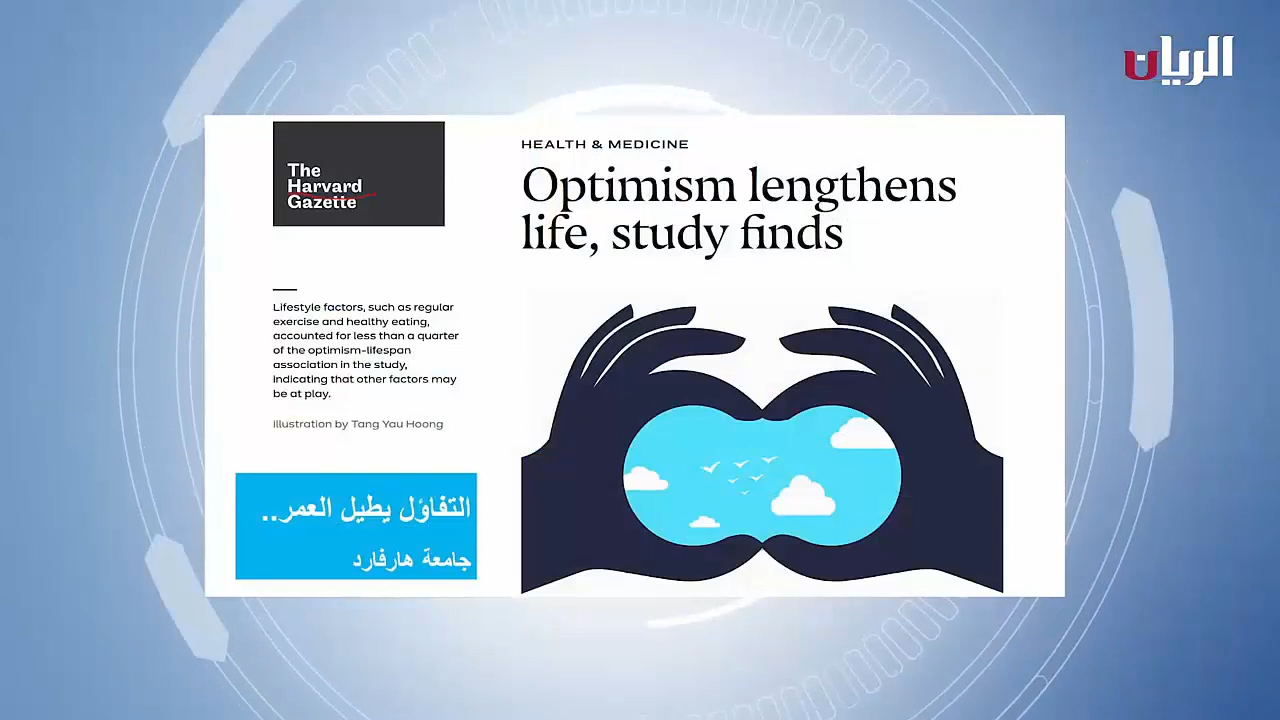 الريان
The
Harvard
Gazette
HEALTH & MEDICINE
Optimism lengthens
life, study finds
Lifestyle factors, such as regular
exercise and healthy eating,
accounted for less than a quarter
of the optimism-lifespan
association in the study,
indicating that other factors may
be at play.
Illustration by Tang Yau Hoong
التفاؤل يطيل العمر..
جامعة هارفارد